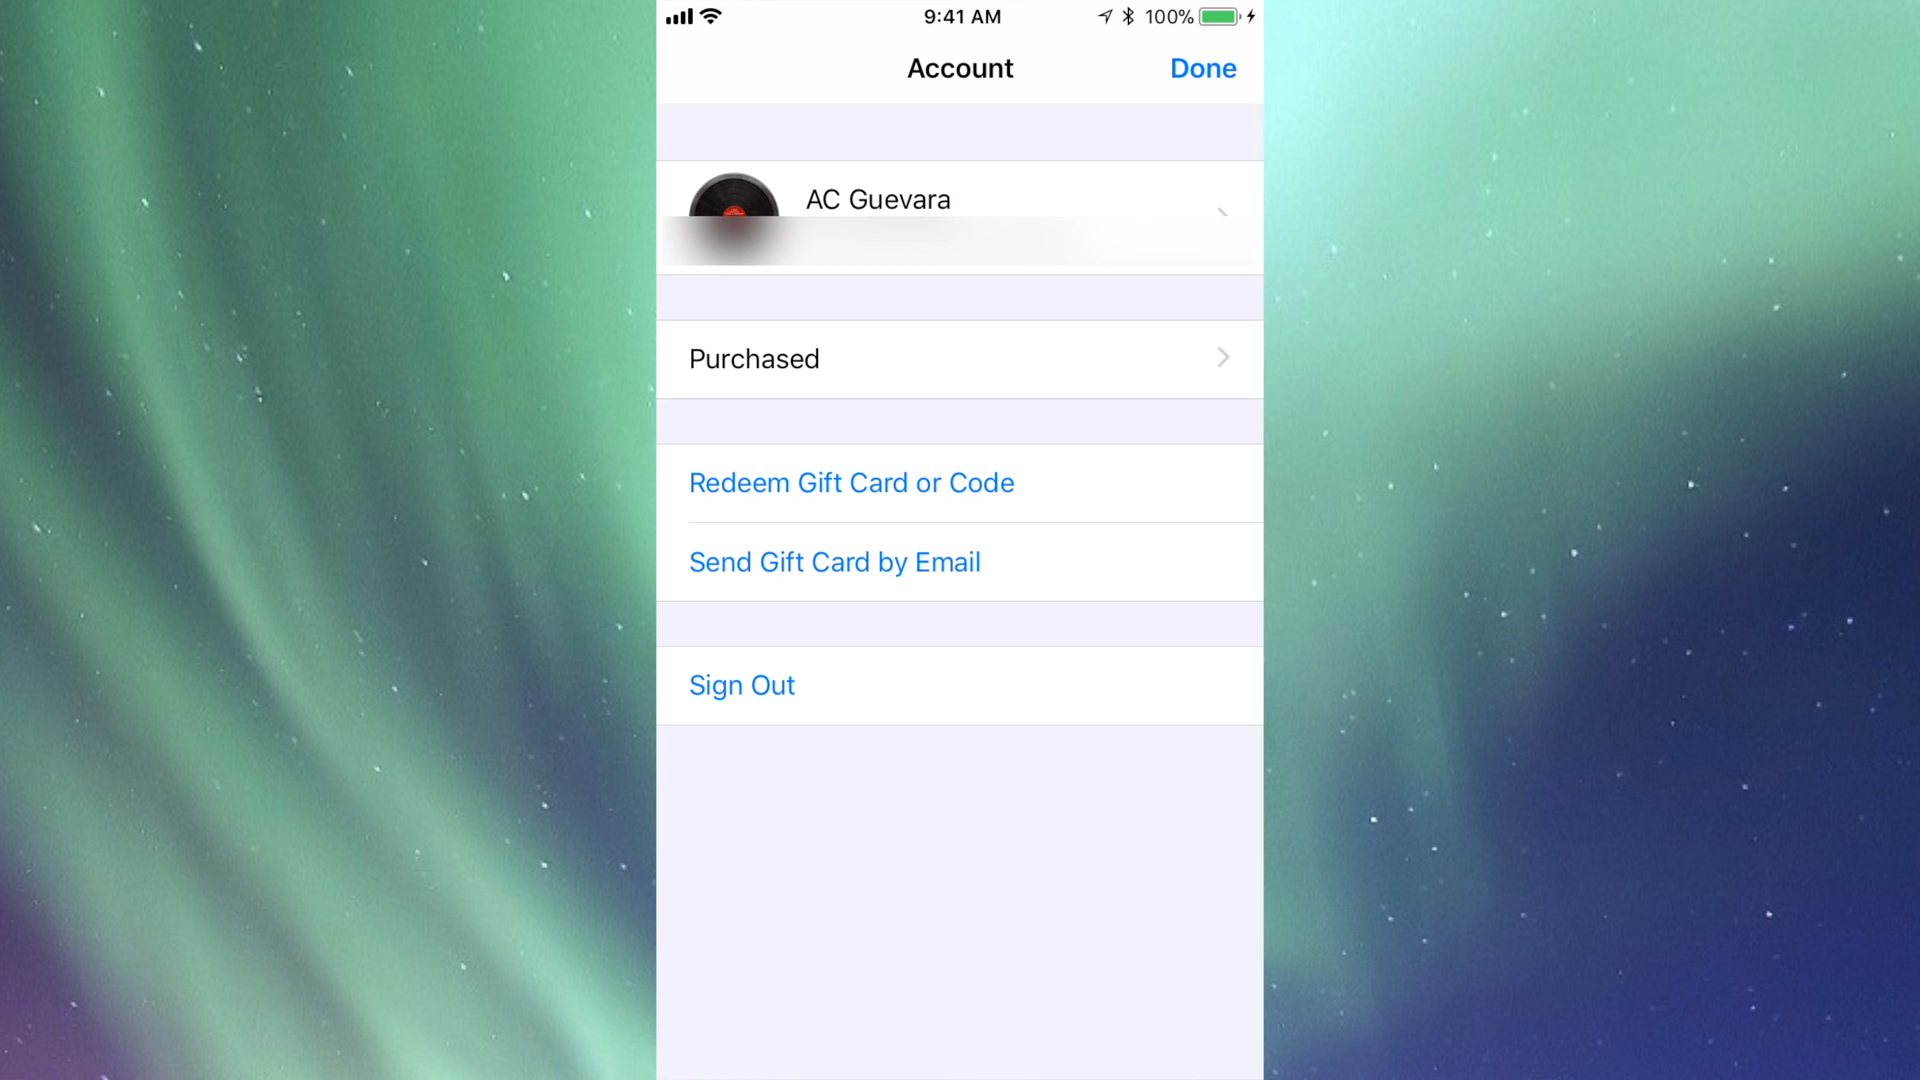 9:41 AM
100%
Account
Done
AC Guevara
Purchased
Redeem Gift Card or Code
Send Gift Card by Email
Sign Out